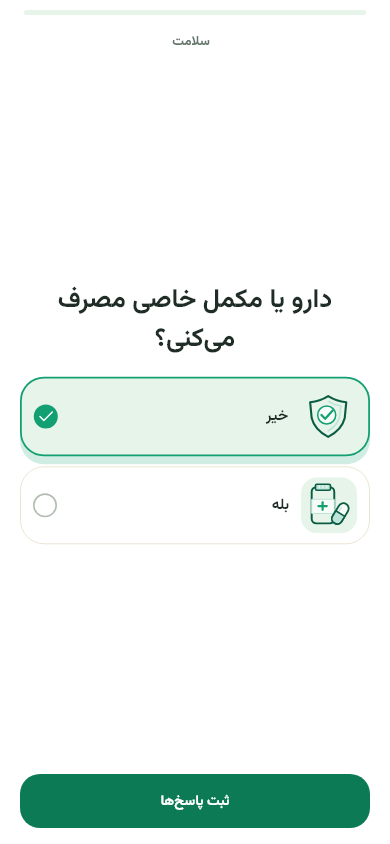 سلامت
دارو یا مکمل خاصی مصرف
می‌کنی؟
خیر
بله
ثبت پاسخ‌ها